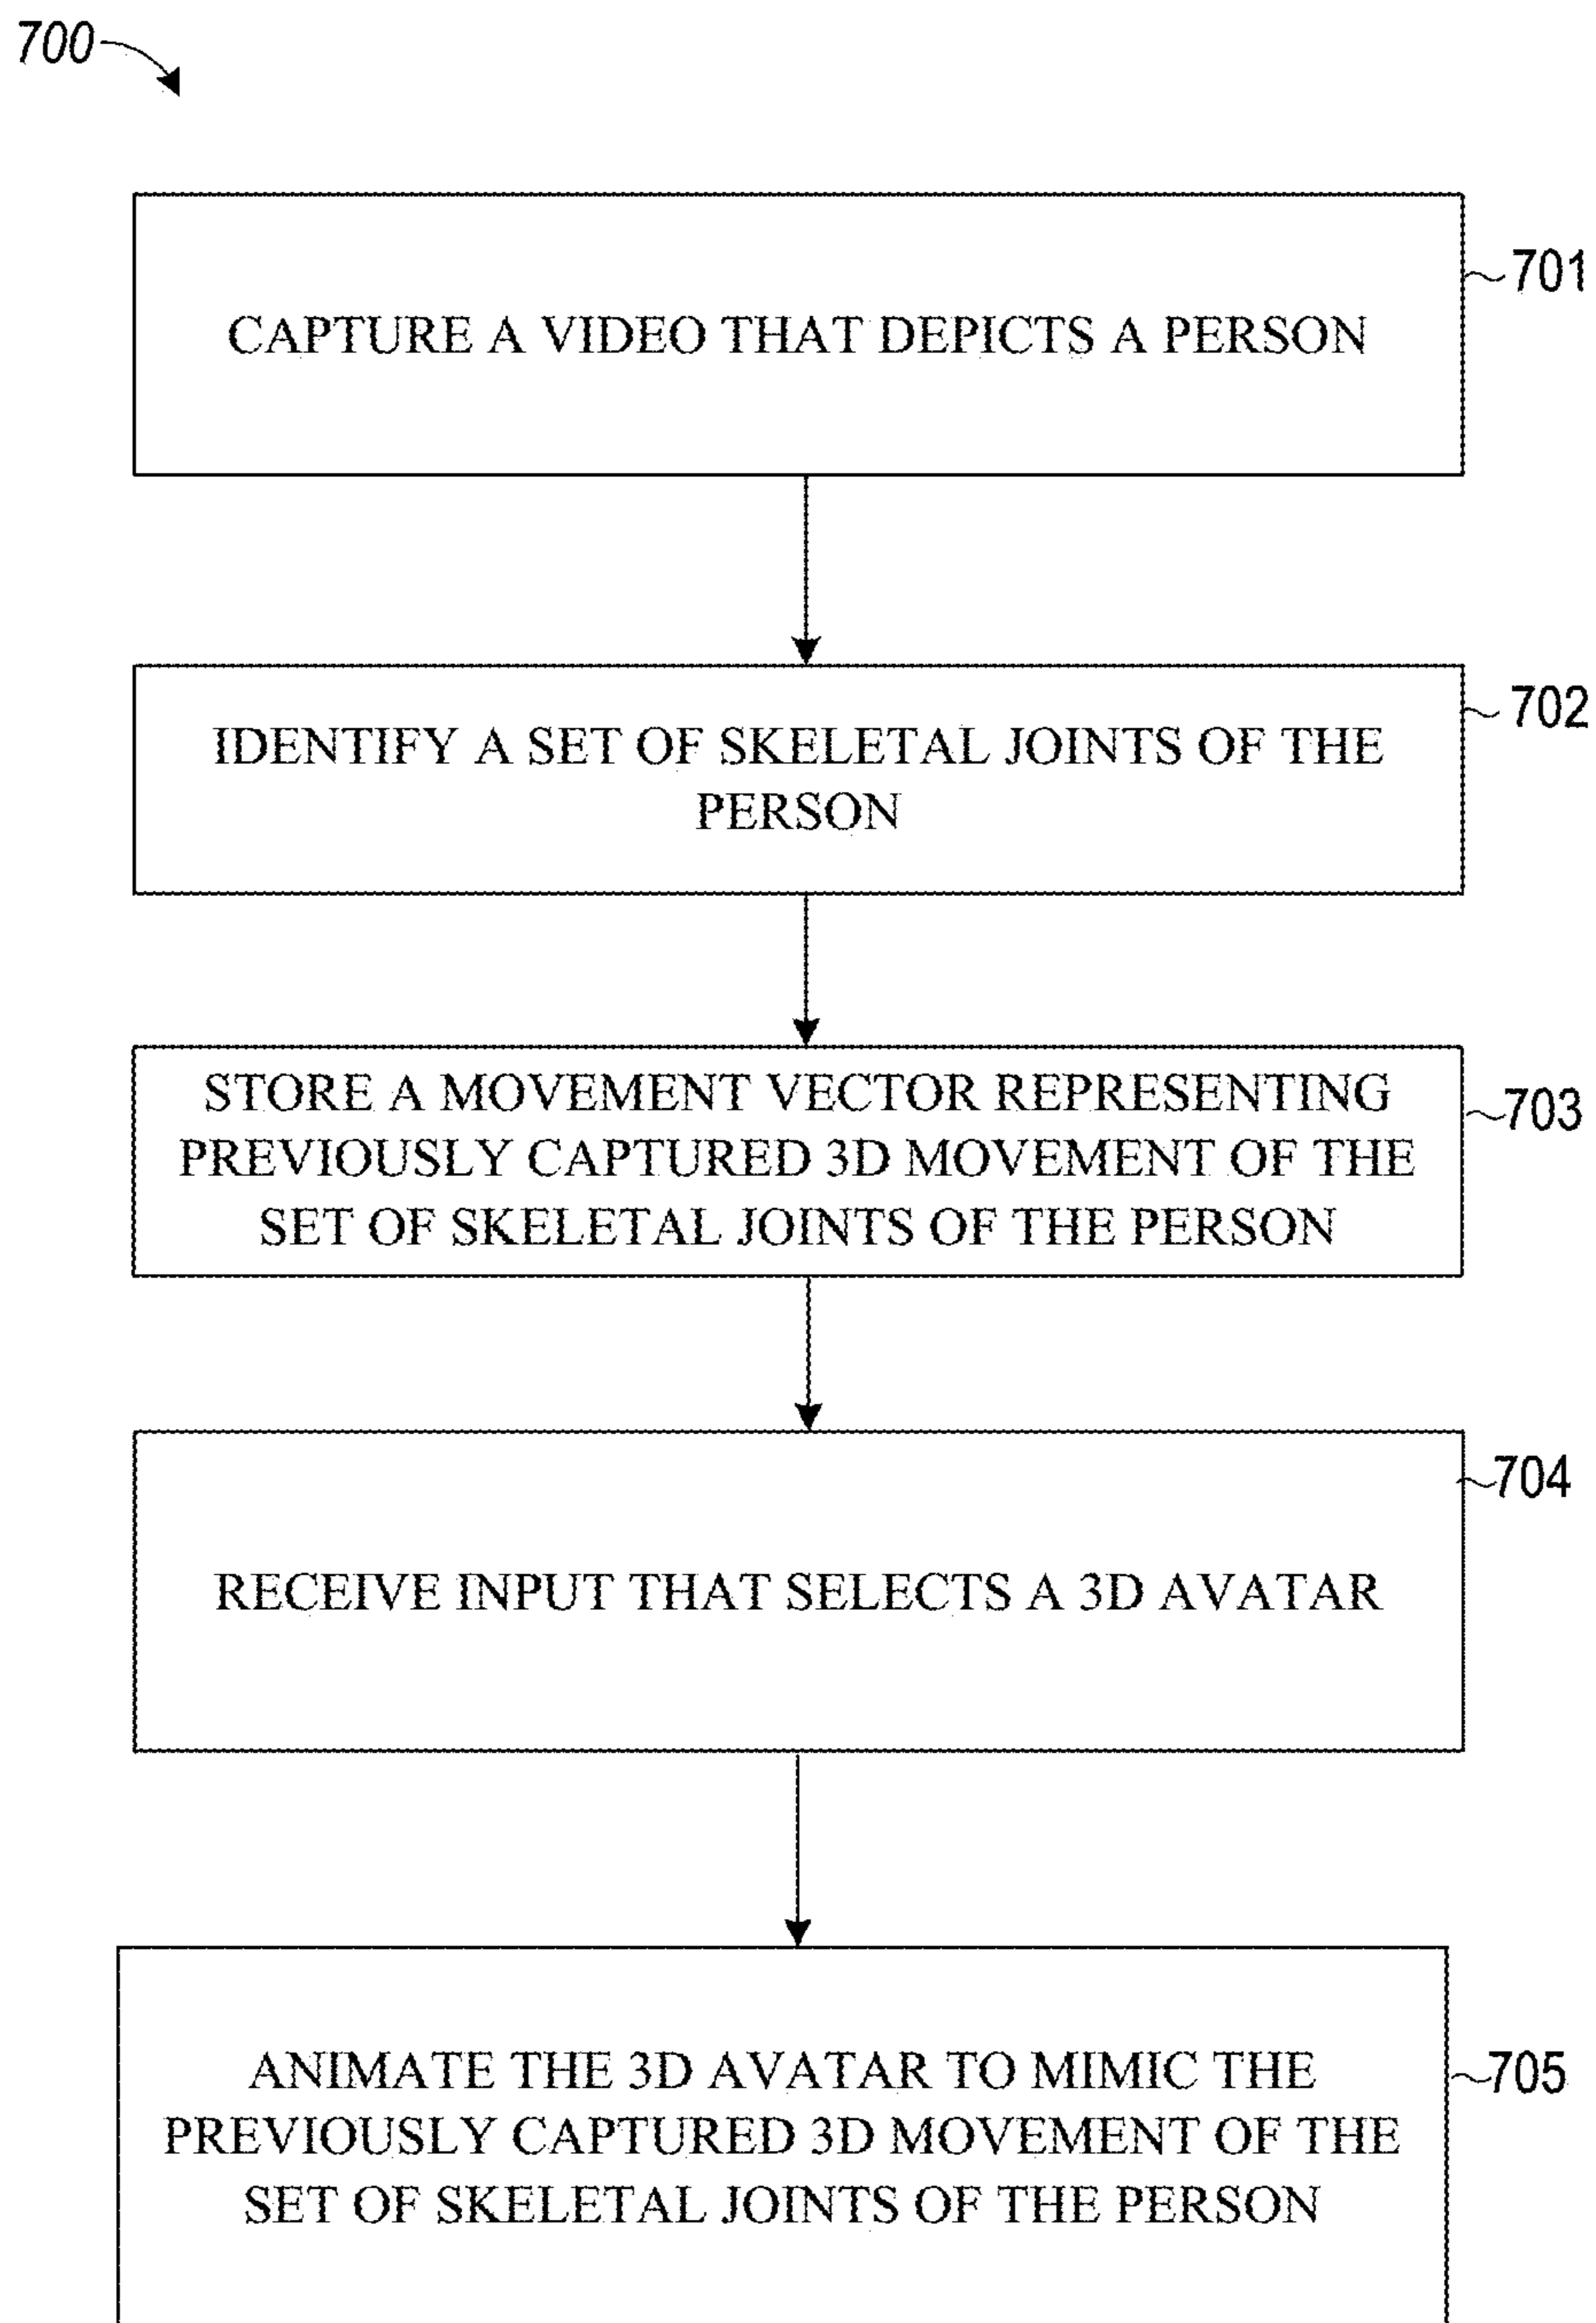 700
CAPTURE A VIDEO THAT DEPICTS A PERSON
701
IDENTIFY A SET OF SKELETAL JOINTS OF THE
PERSON
702
STORE A MOVEMENT VECTOR REPRESENTING
PREVIOUSLY CAPTURED 3D MOVEMENT OF THE
SET OF SKELETAL JOINTS OF THE PERSON
703
RECEIVE INPUT THAT SELECTS A 3D AVATAR
704
ANIMATE THE 3D AVATAR TO MIMIC THE
PREVIOUSLY CAPTURED 3D MOVEMENT OF THE
SET OF SKELETAL JOINTS OF THE PERSON
705